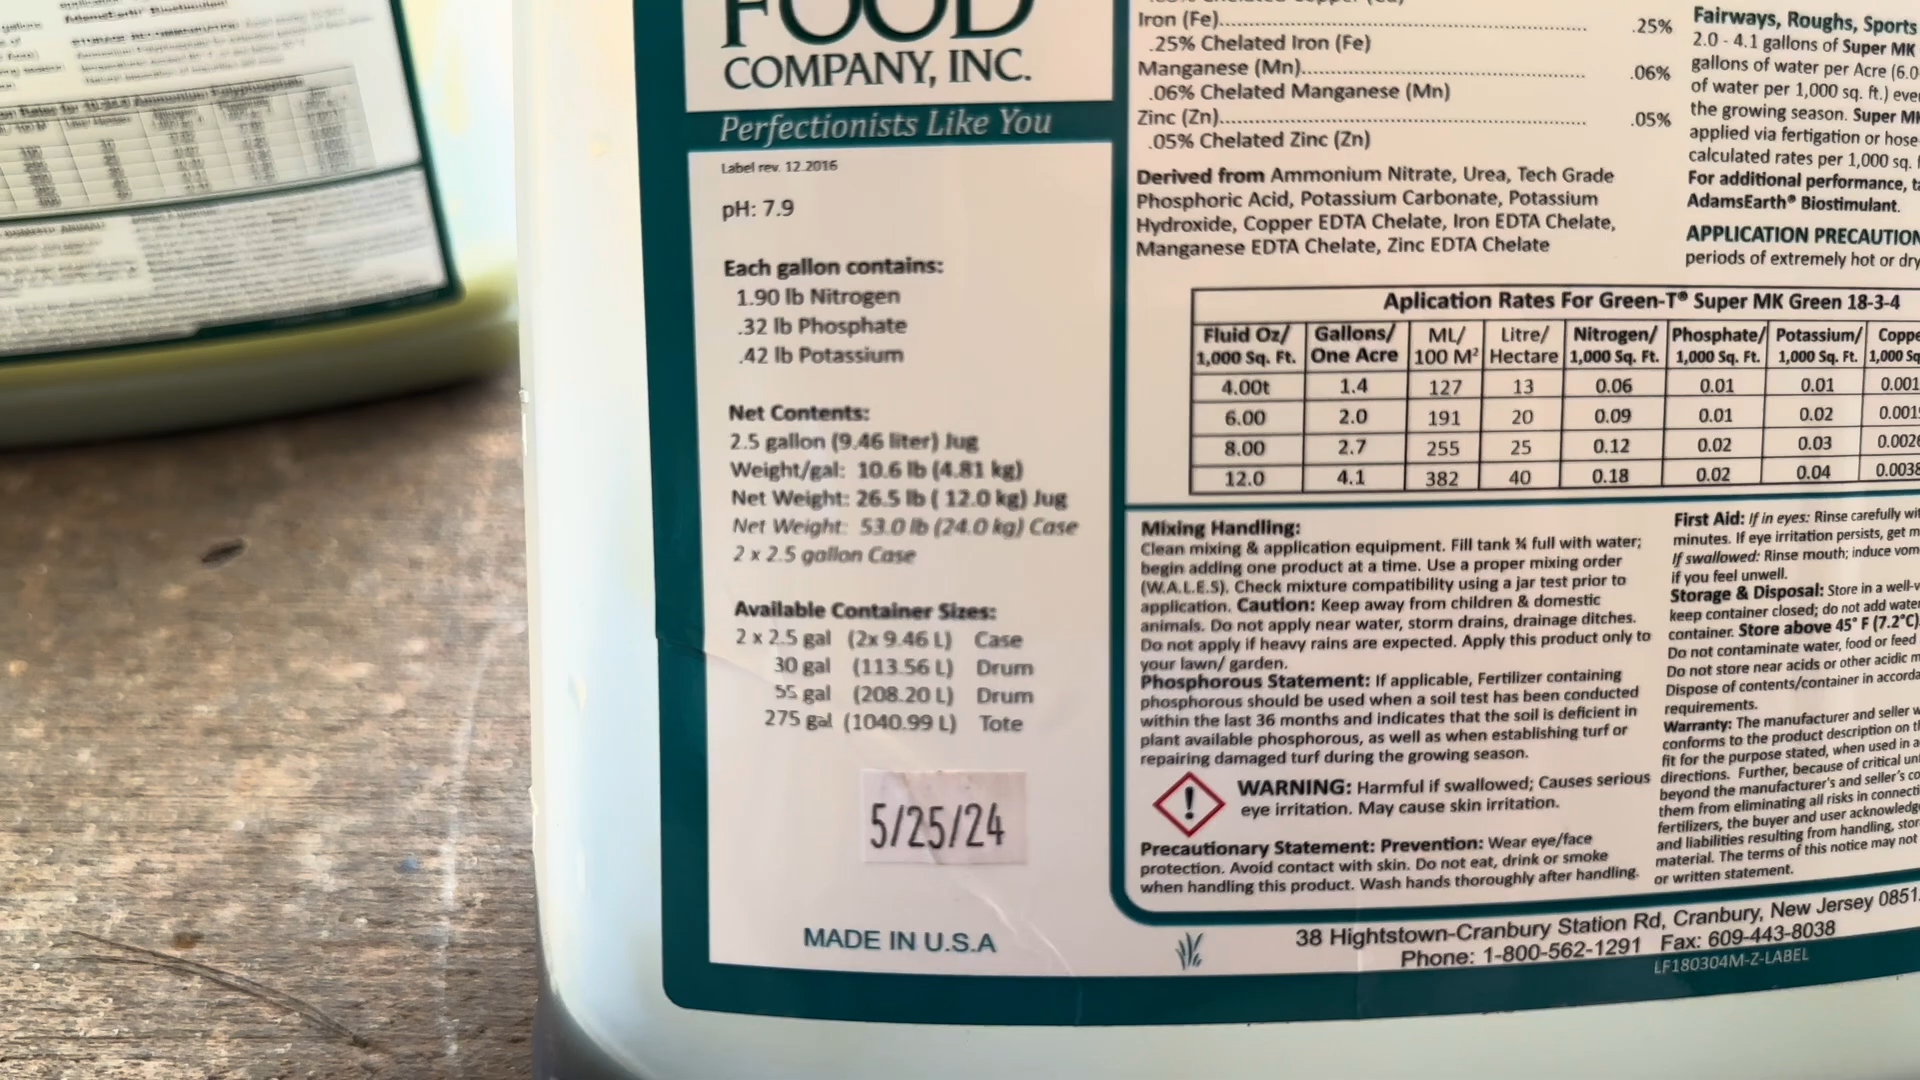 FOOD
COMPANY, INC.
Perfectionists Like You
Label rev. 12.2016
pH: 7.9
Each gallon contains:
1.90 lb Nitrogen
.32 lb Phosphate
.42 lb Potassium
Net Contents:
2.5 gallon (9.46 liter) Jug
Weight/gal: 10.6 lb (4.81 kg)
Net Weight: 26.5 lb ( 12.0 kg) Jug
Net Weight: 53.0 lb (24.0 kg) Case
2 x 2.5 gallon Case
Available Container Sizes:
2 x 2.5 gal (2x 9.46 L) Case
30 gal (113.56 L) Drum
55 gal (208.20 L) Drum
275 gal (1040.99 L) Tote
5/25/24
MADE IN U.S.A
Iron (Fe)........ .25%
.25% Chelated Iron (Fe)
Manganese (Mn)........ .06%
.06% Chelated Manganese (Mn)
Zinc (Zn)........ .05%
.05% Chelated Zinc (Zn)
Derived from Ammonium Nitrate, Urea, Tech Grade
Phosphoric Acid, Potassium Carbonate, Potassium
Hydroxide, Copper EDTA Chelate, Iron EDTA Chelate,
Manganese EDTA Chelate, Zinc EDTA Chelate
Fairways, Roughs, Sports
2.0 - 4.1 gallons of Super MK
gallons of water per Acre (6.0
of water per 1,000 sq. ft.)
the growing season. Super
applied via fertigation or hose
calculated rates per 1,000 sq.
For additional performance,
AdamsEarth® Biostimulant.
APPLICATION PRECAUTION
periods of extremely hot or dry
Aplication Rates For Green-T® Super MK Green 18-3-4
Fluid Oz/ Gallons/ ML/ Litre/ Nitrogen/ Phosphate/ Potassium/
1,000 Sq. Ft. One Acre 100 M² Hectare 1,000 Sq. Ft. 1,000 Sq. Ft. 1,000 Sq. Ft. 1,000 Sq
4.00t 1.4 127 13 0.06 0.01 0.01 0.001
6.00 2.0 191 20 0.09 0.01 0.02 0.001
8.00 2.7 255 25 0.12 0.02 0.03 0.0026
12.0 4.1 382 40 0.18 0.02 0.04 0.0038
Mixing Handling:
Clean mixing & application equipment. Fill tank ¾ full with water;
begin adding one product at a time. Use a proper mixing order
(W.A.L.E.S). Check mixture compatibility using a jar test prior to
application. Caution: Keep away from children & domestic
animals. Do not apply near water, storm drains, drainage ditches.
Do not apply if heavy rains are expected. Apply this product only to
your lawn/ garden.
Phosphorous Statement: If applicable, Fertilizer containing
phosphorous should be used when a soil test has been conducted
within the last 36 months and indicates that the soil is deficient in
plant available phosphorous, as well as when establishing turf or
repairing damaged turf during the growing season.
WARNING: Harmful if swallowed; Causes serious
eye irritation. May cause skin irritation.
Precautionary Statement: Prevention: Wear eye/face
protection. Avoid contact with skin. Do not eat, drink or smoke
when handling this product. Wash hands thoroughly after handling.
First Aid: If in eyes: Rinse carefully
minutes. If eye irritation persists, get
If swallowed: Rinse mouth; induce
if you feel unwell.
Storage & Disposal: Store in a
keep container closed; do not add water
container. Store above 45° F (7.2°C)
Do not contaminate water, food or feed
Do not store near acids or other acidic
Dispose of contents/container in
requirements.
Warranty: The manufacturer and seller
conforms to the product description on
fit for the purpose stated, when used in
directions. Further, because of critical
beyond the manufacturer's and seller's
them from eliminating all risks in
fertilizers, the buyer and user
and liabilities resulting from handling,
material. The terms of this notice may not
or written statement.
38 Hightstown-Cranbury Station Rd, Cranbury, New Jersey 0851
Phone: 1-800-562-1291 Fax: 609-443-8038
LF180304M-Z-LABEL